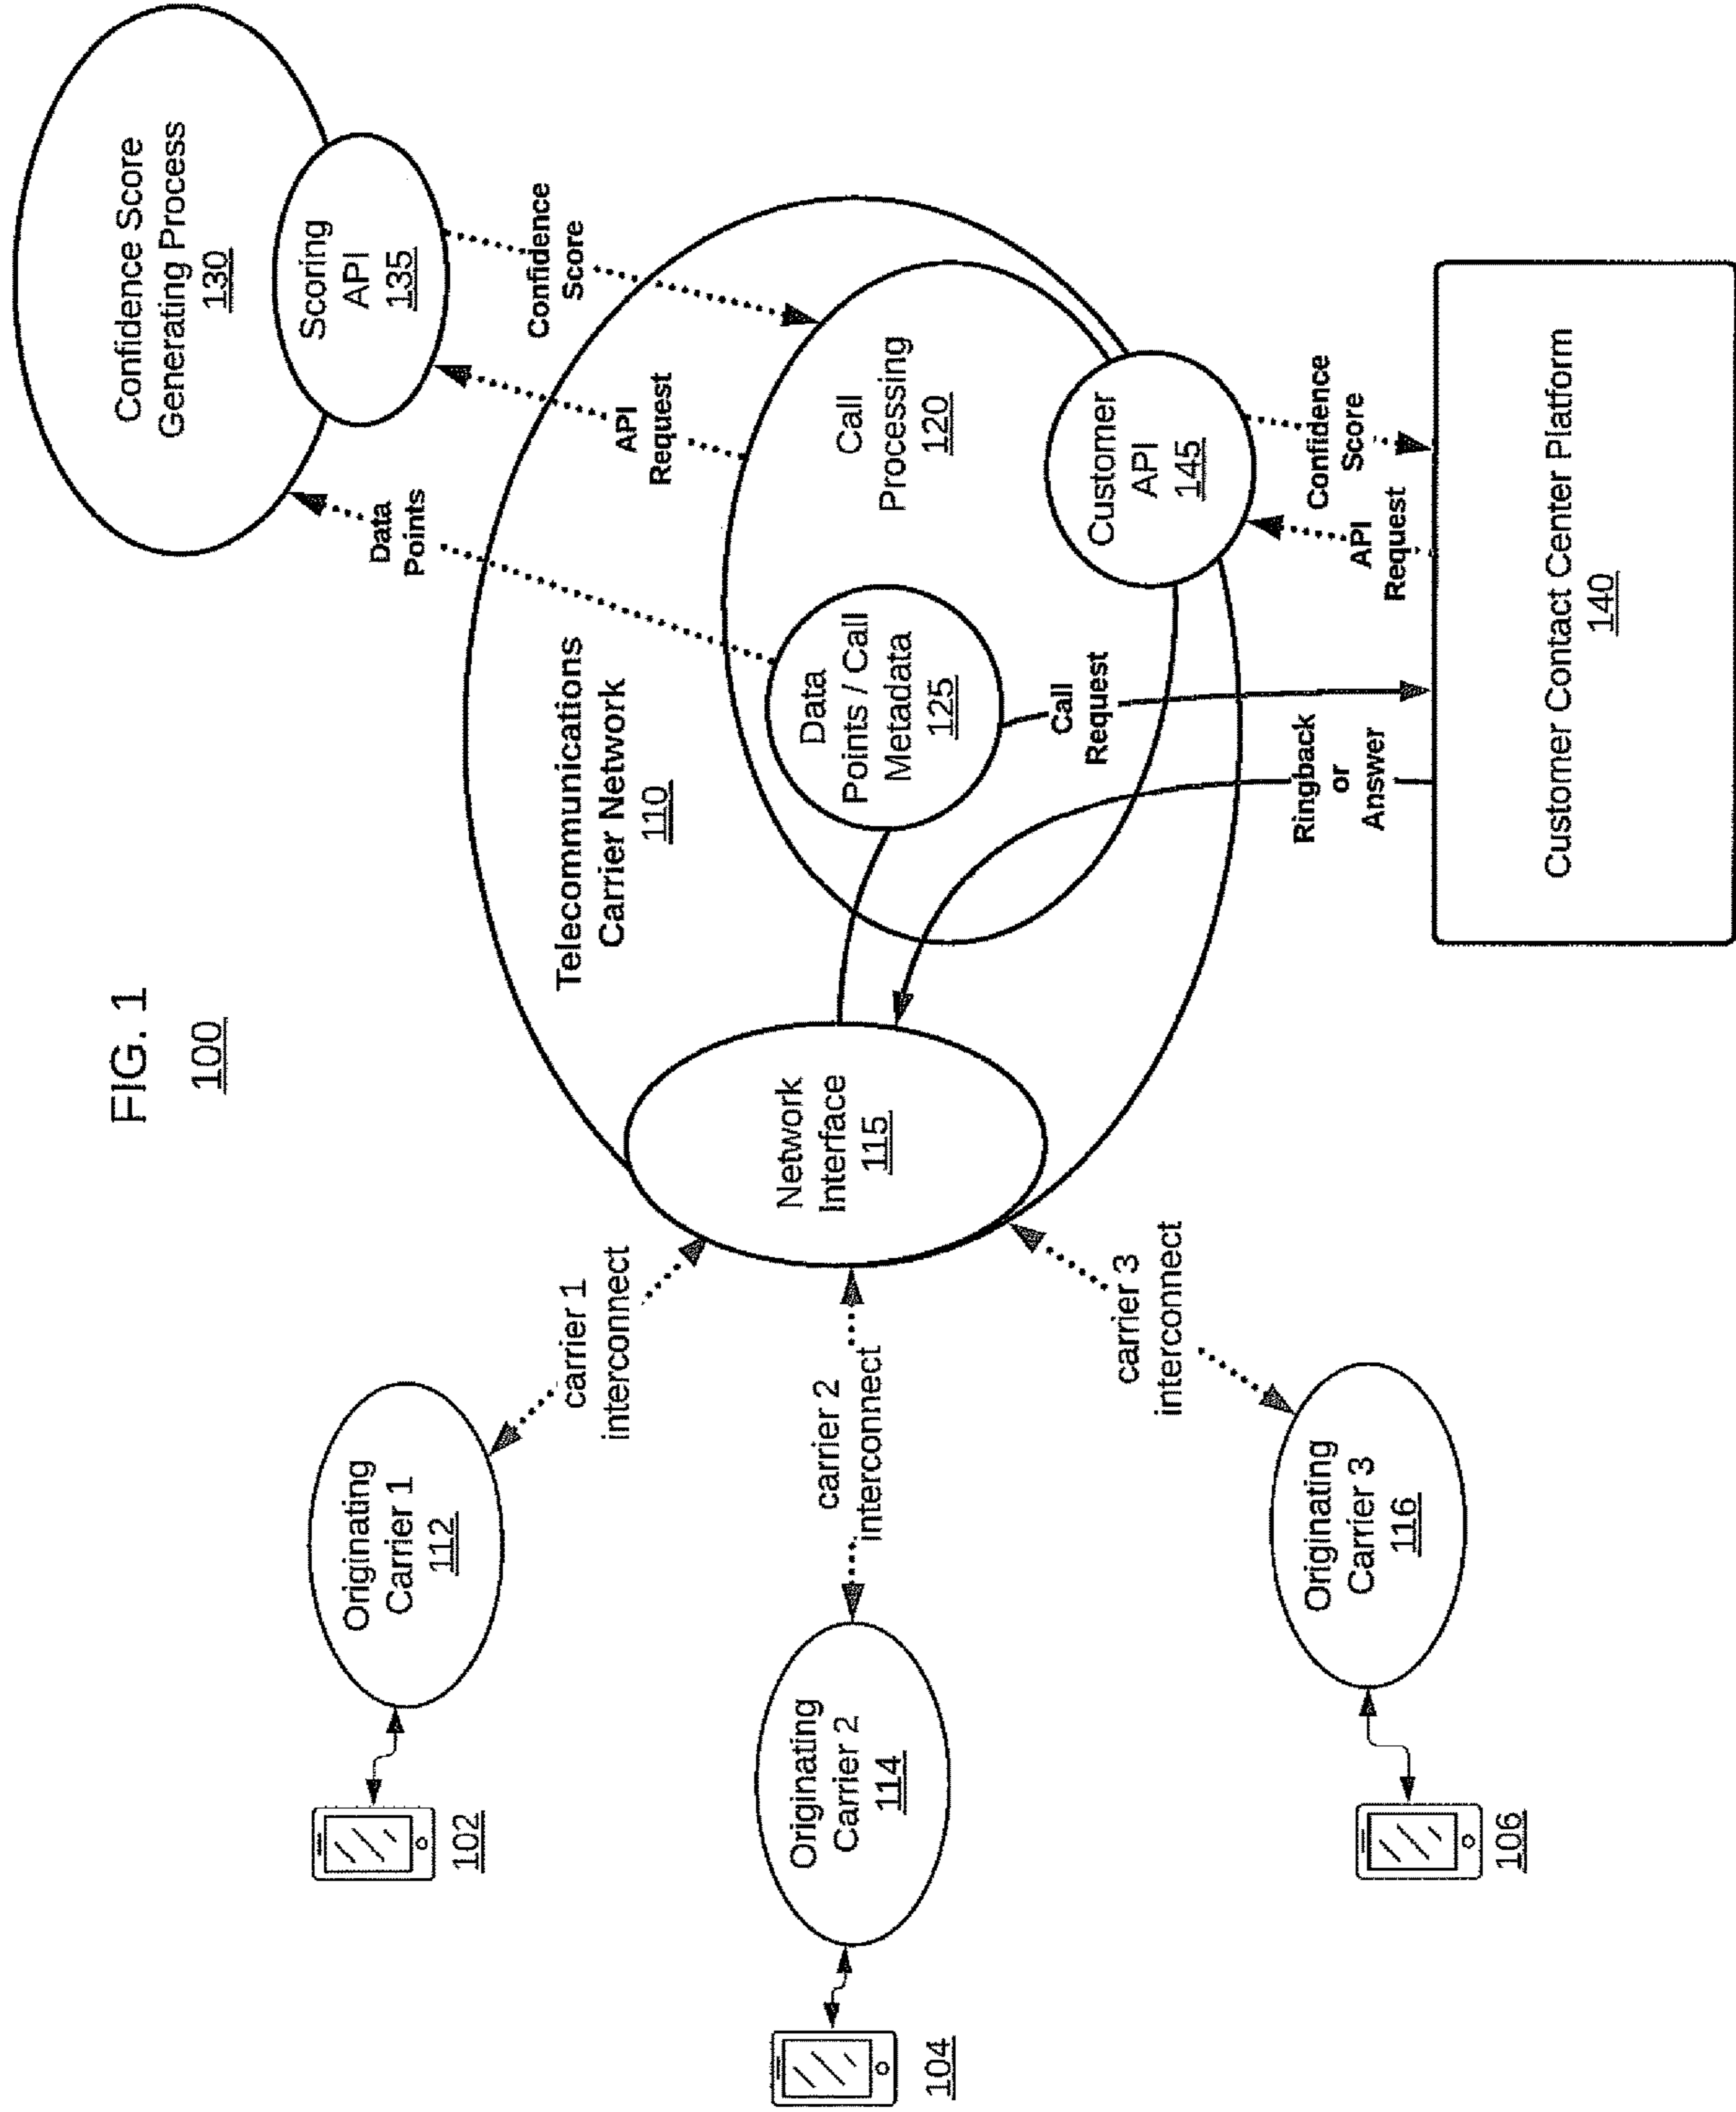 FIG. 1
100
Confidence Score
Generating Process
130
Scoring
API
135
Data
Points
API
Request
Confidence
Score
Telecommunications
Carrier Network
110
Call
Processing
120
Data
Points / Call
Metadata
125
Customer
API
145
Network
Interface
115
Call
Request
Ringback
or
Answer
API
Request
Confidence
Score
Customer Contact Center Platform
140
carrier 1
interconnect
carrier 2
interconnect
carrier 3
interconnect
Originating
Carrier 1
112
Originating
Carrier 2
114
Originating
Carrier 3
116
102
104
106